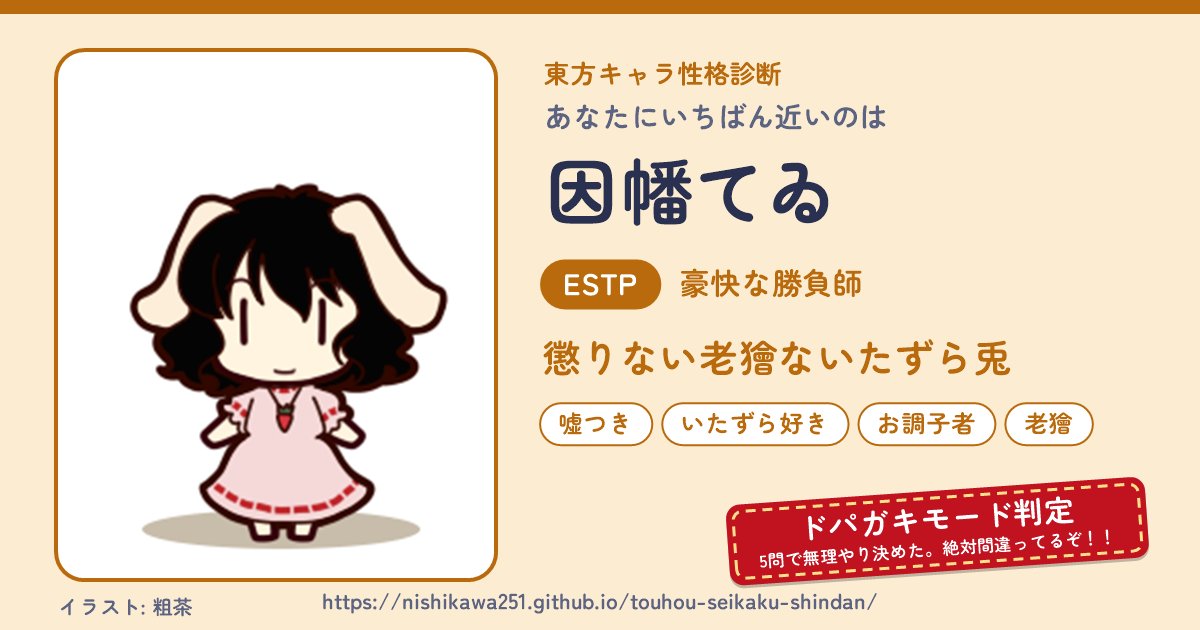 東方キャラ性格診断
あなたにいちばん近いのは
因幡てゐ
ESTP 豪快な勝負師
懲りない老獪ないたずら兎
嘘つき いたずら好き お調子者 老獪
ドパガキモード判定
5問で無理やり決めた。絶対間違ってるぞ！！
イラスト: 粗茶
https://nishikawa251.github.io/touhou-seikaku-shindan/